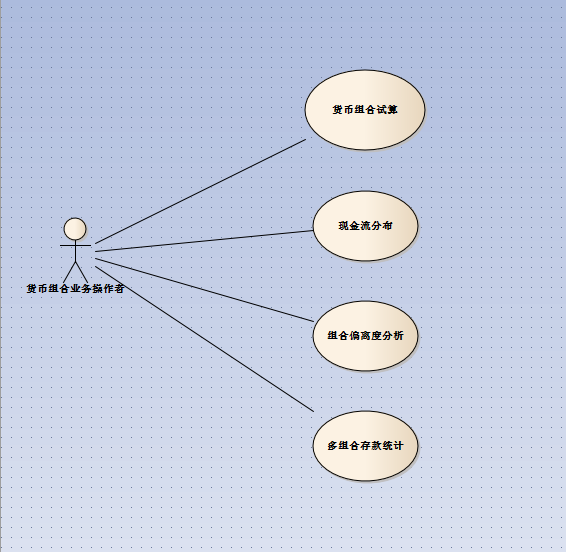 货币组合试算
现金流分布
货币组合业务操作者
组合偏离度分析
多组合存款统计